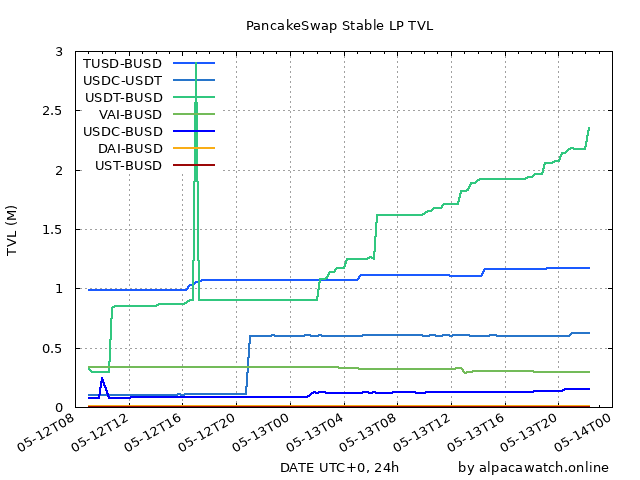 PancakeSwap Stable LP TVL
3
2.5
2
1.5
1
0.5
0
TVL (M)
TUSD-BUSD
USDC-USDT
USDT-BUSD
VAI-BUSD
USDC-BUSD
DAI-BUSD
UST-BUSD
05-12T08
05-12T12
05-12T16
05-12T20
05-13T00
05-13T04
05-13T08
05-13T12
05-13T16
05-13T20
05-14T00
DATE UTC+0, 24h
by alpacawatch.online